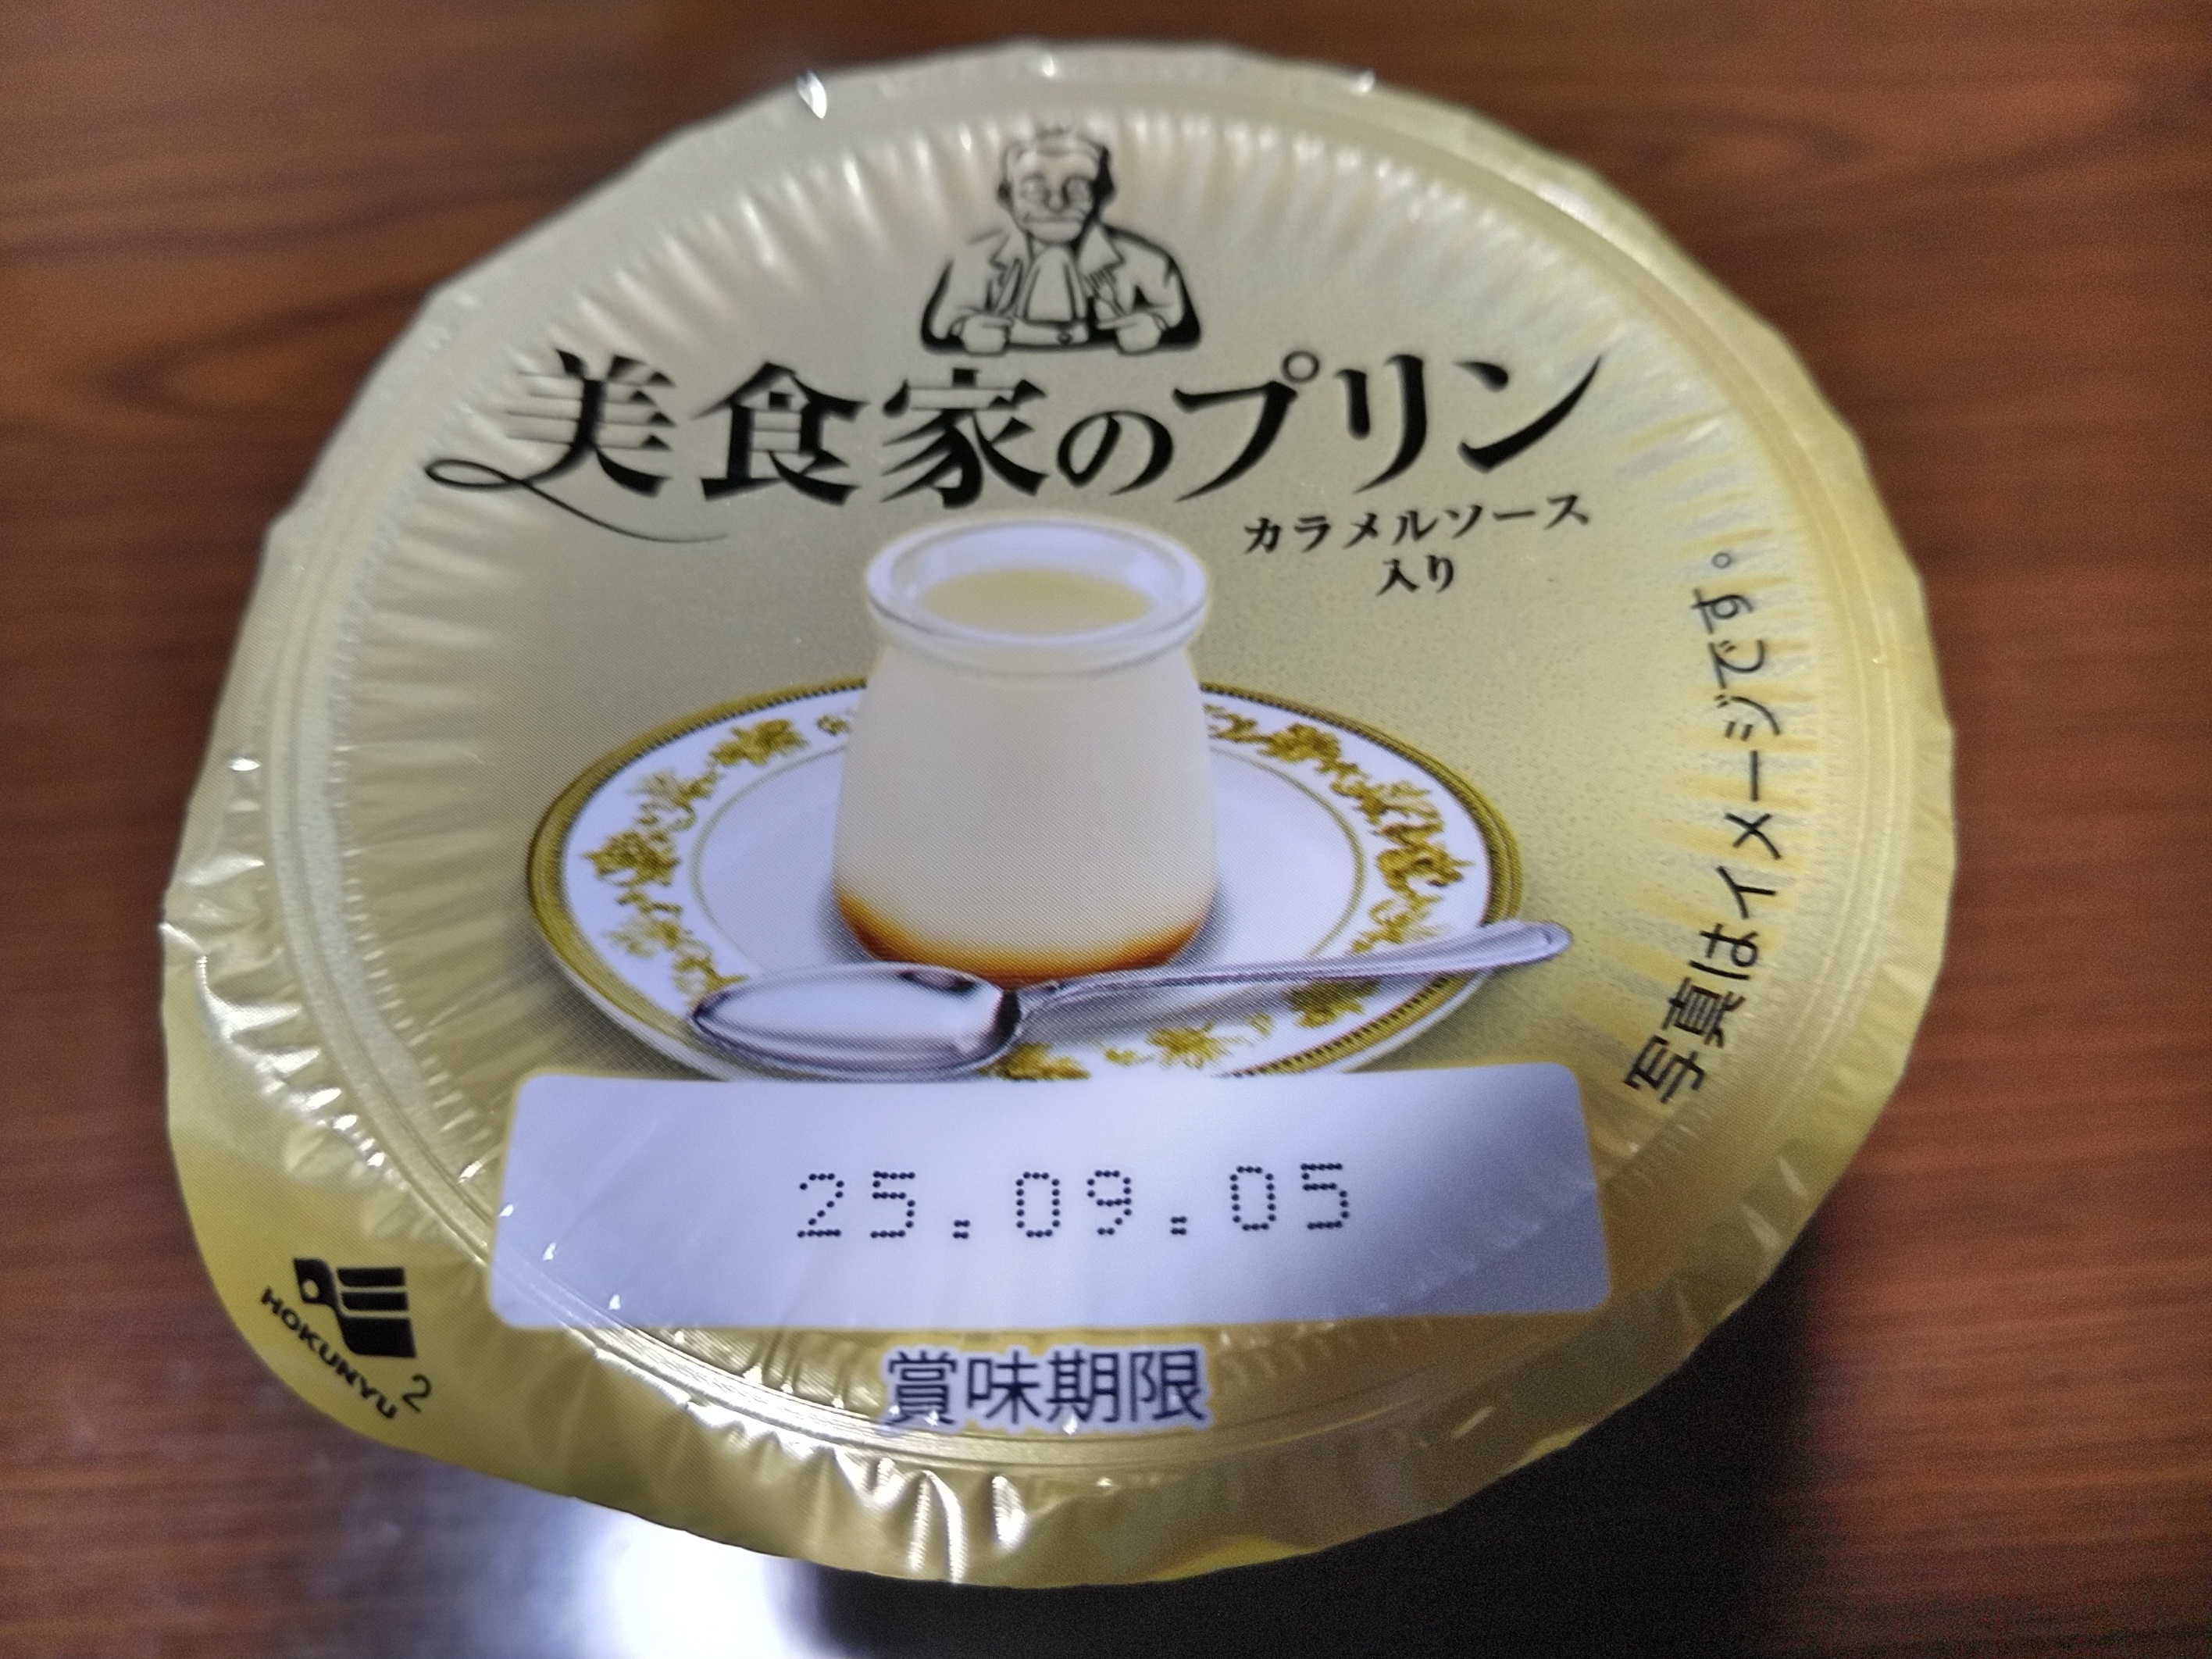 美食家のプリン
カラメルソース
入り
写真はイメージです。
25.09.05
賞味期限
HOKUNYU
2